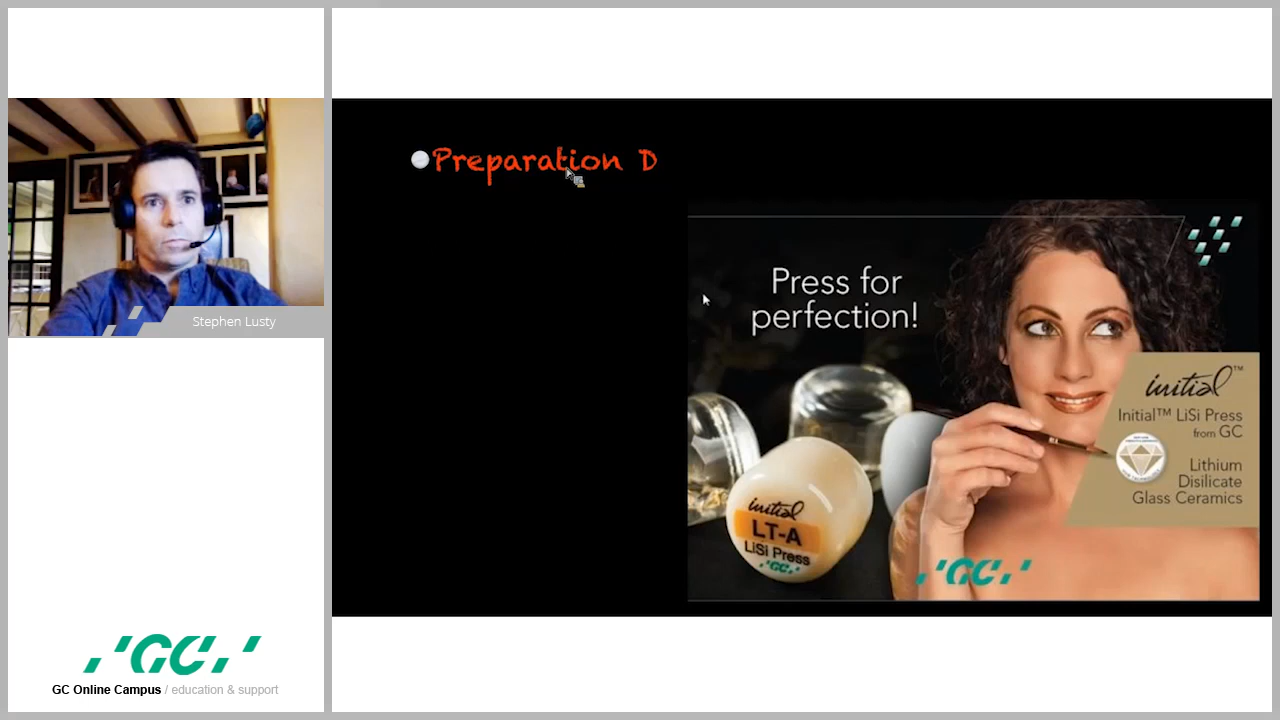 Preparation D
Press for
perfection!
initial™
Initial™ LiSi Press
from GC
Lithium
Disilicate
Glass Ceramics
initial
LT-A
LiSi Press
GC
GC
Stephen Lusty
GC
GC Online Campus / education & support